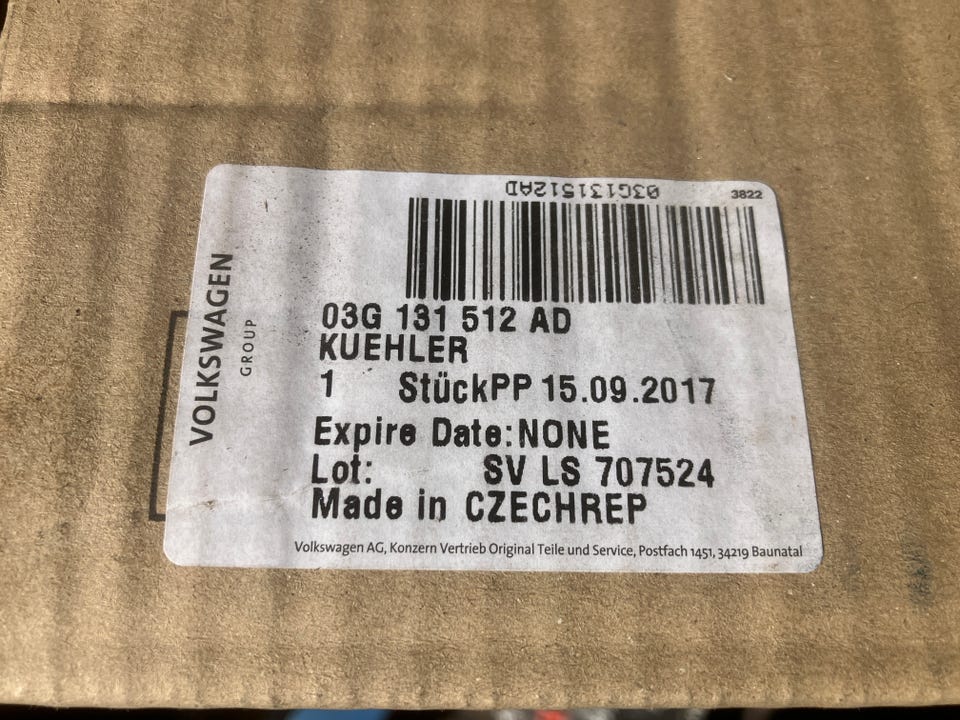 03G131512AD
3822
03G 131 512 AD
KUEHLER
1 StückPP 15.09.2017
Expire Date:NONE
Lot: SV LS 707524
Made in CZECHREP
Volkswagen AG, Konzern Vertrieb Original Teile und Service, Postfach 1451, 34219 Baunatal
VOLKSWAGEN
GROUP